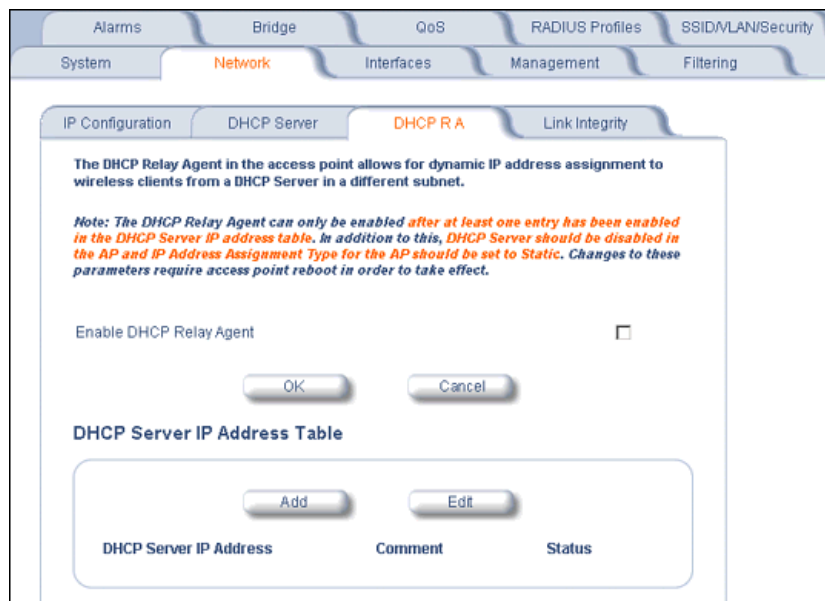 Alarms Bridge QoS RADIUS Profiles SSID/VLAN/Security
System Network Interfaces Management Filtering
IP Configuration DHCP Server DHCP R A Link Integrity
The DHCP Relay Agent in the access point allows for dynamic IP address assignment to
wireless clients from a DHCP Server in a different subnet.
Note: The DHCP Relay Agent can only be enabled after at least one entry has been enabled
in the DHCP Server IP address table. In addition to this, DHCP Server should be disabled in
the AP and IP Address Assignment Type for the AP should be set to Static. Changes to these
parameters require access point reboot in order to take effect.
Enable DHCP Relay Agent
OK Cancel
DHCP Server IP Address Table
Add Edit
DHCP Server IP Address Comment Status